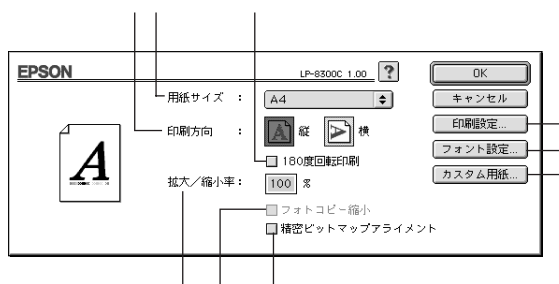 EPSON
LP-8300C 1.00
?
OK
用紙サイズ :
A4
キャンセル
印刷方向 :
縦
横
印刷設定...
180度回転印刷
フォント設定...
拡大/縮小率:
100 %
カスタム用紙...
フォトコピー縮小
精密ビットマップアライメント
A